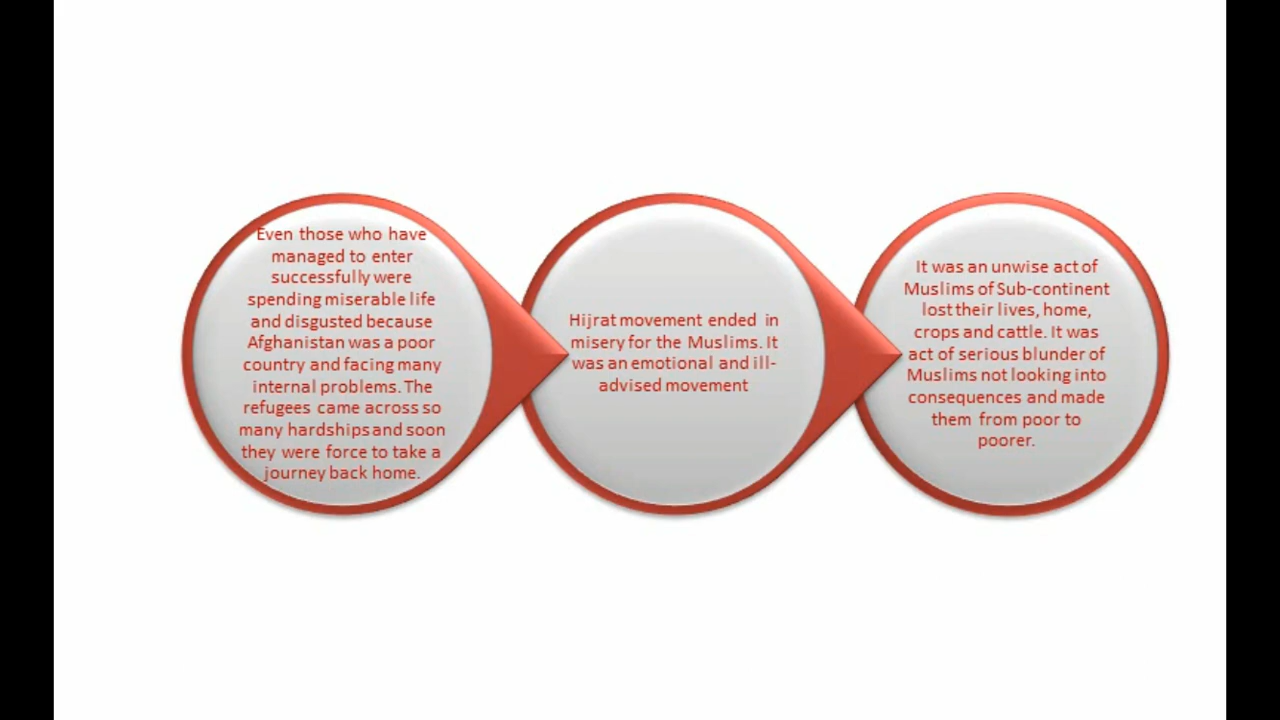 Even those who have
managed to enter
successfully were
spending miserable life
and disgusted because
Afghanistan was a poor
country and facing many
internal problems. The
refugees came across so
many hardships and soon
they were force to take a
journey back home.
Hijrat movement ended in
misery for the Muslims. It
was an emotional and ill-
advised movement
It was an unwise act of
Muslims of Sub-continent
lost their lives, home,
crops and cattle. It was
act of serious blunder of
Muslims not looking into
consequences and made
them from poor to
poorer.